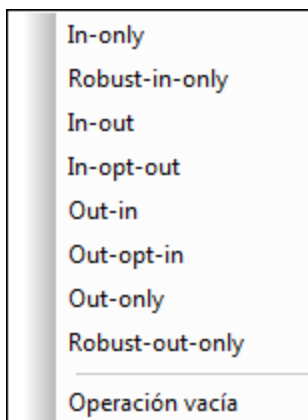 In-only
Robust-in-only
In-out
In-opt-out
Out-in
Out-opt-in
Out-only
Robust-out-only
Operación vacía